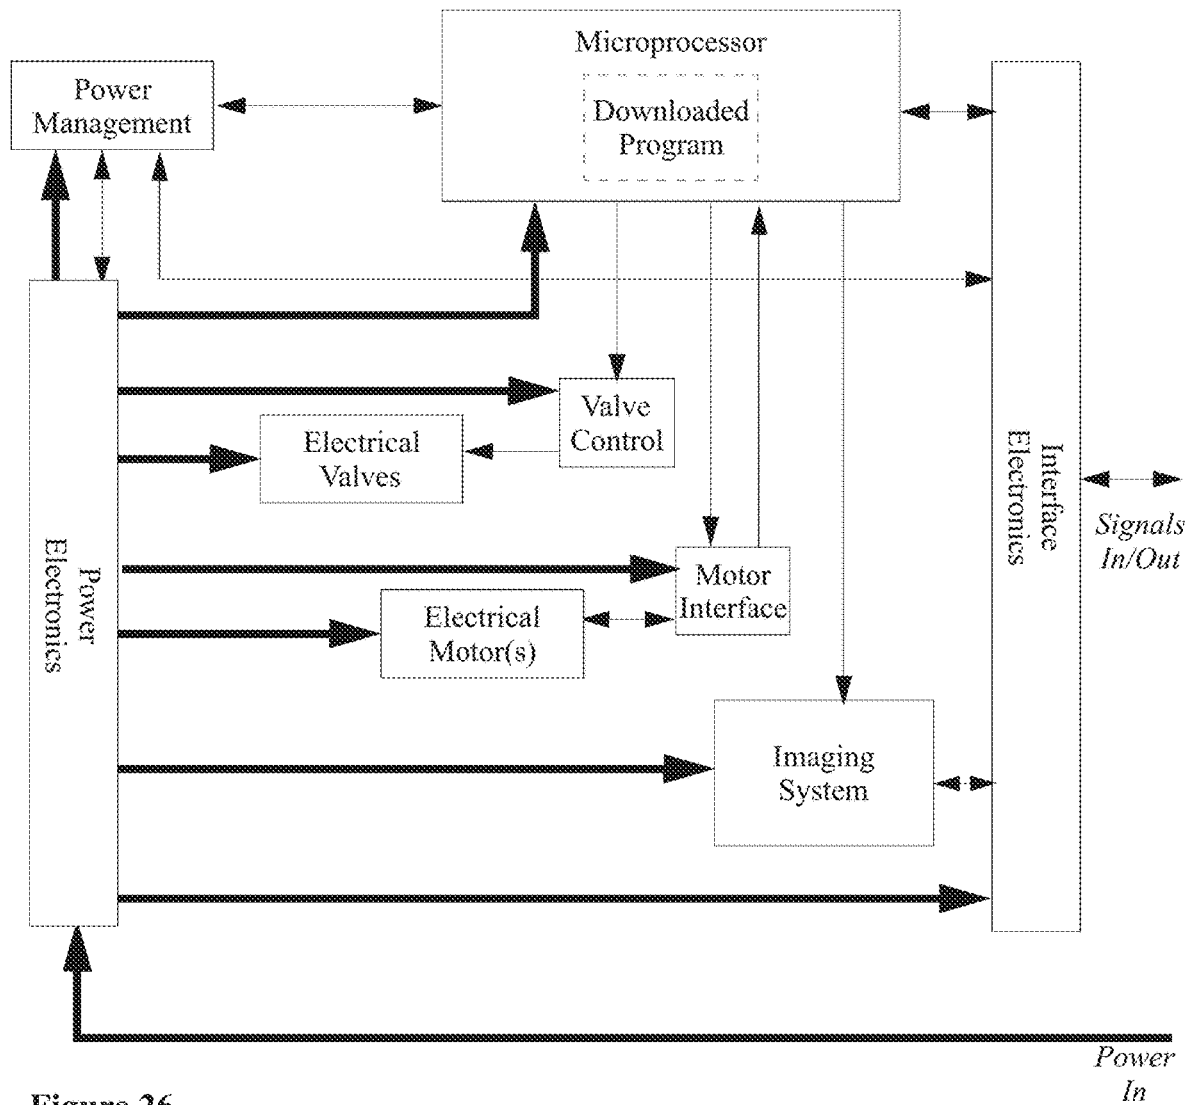 Microprocessor
Downloaded
Program
Power
Management
Valve
Control
Electrical
Valves
Interface
Electronics
Signals
In/Out
Power
Electronics
Motor
Interface
Electrical
Motor(s)
Imaging
System
Power
In
Figure 26